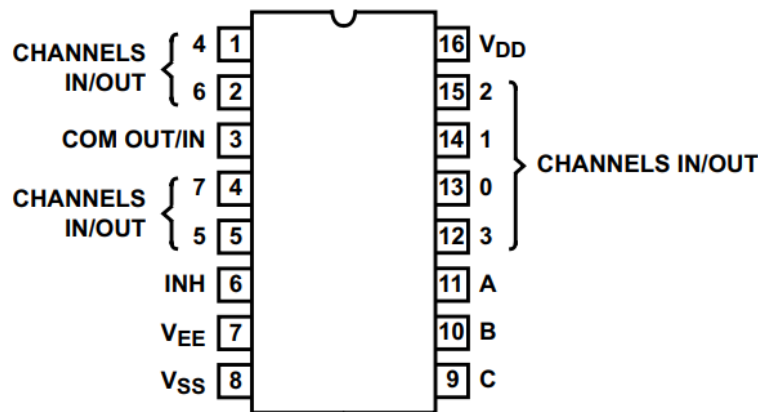 4 1 16 VDD
CHANNELS IN/OUT
6 2 15 2
COM OUT/IN 3 14 1
CHANNELS IN/OUT
7 4 13 0
CHANNELS IN/OUT
5 5 12 3
INH 6 11 A
VEE 7 10 B
VSS 8 9 C